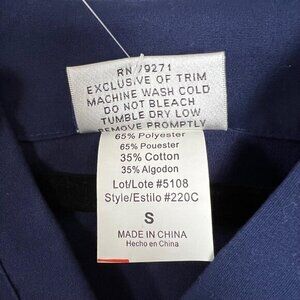 RN 79271
EXCLUSIVE OF TRIM
MACHINE WASH COLD
DO NOT BLEACH
TUMBLE DRY LOW
REMOVE PROMPTLY
65% Polyester
65% Pouester
35% Cotton
35% Algodon
Lot/Lote #5108
Style/Estilo #220C
S
MADE IN CHINA
Hecho en China